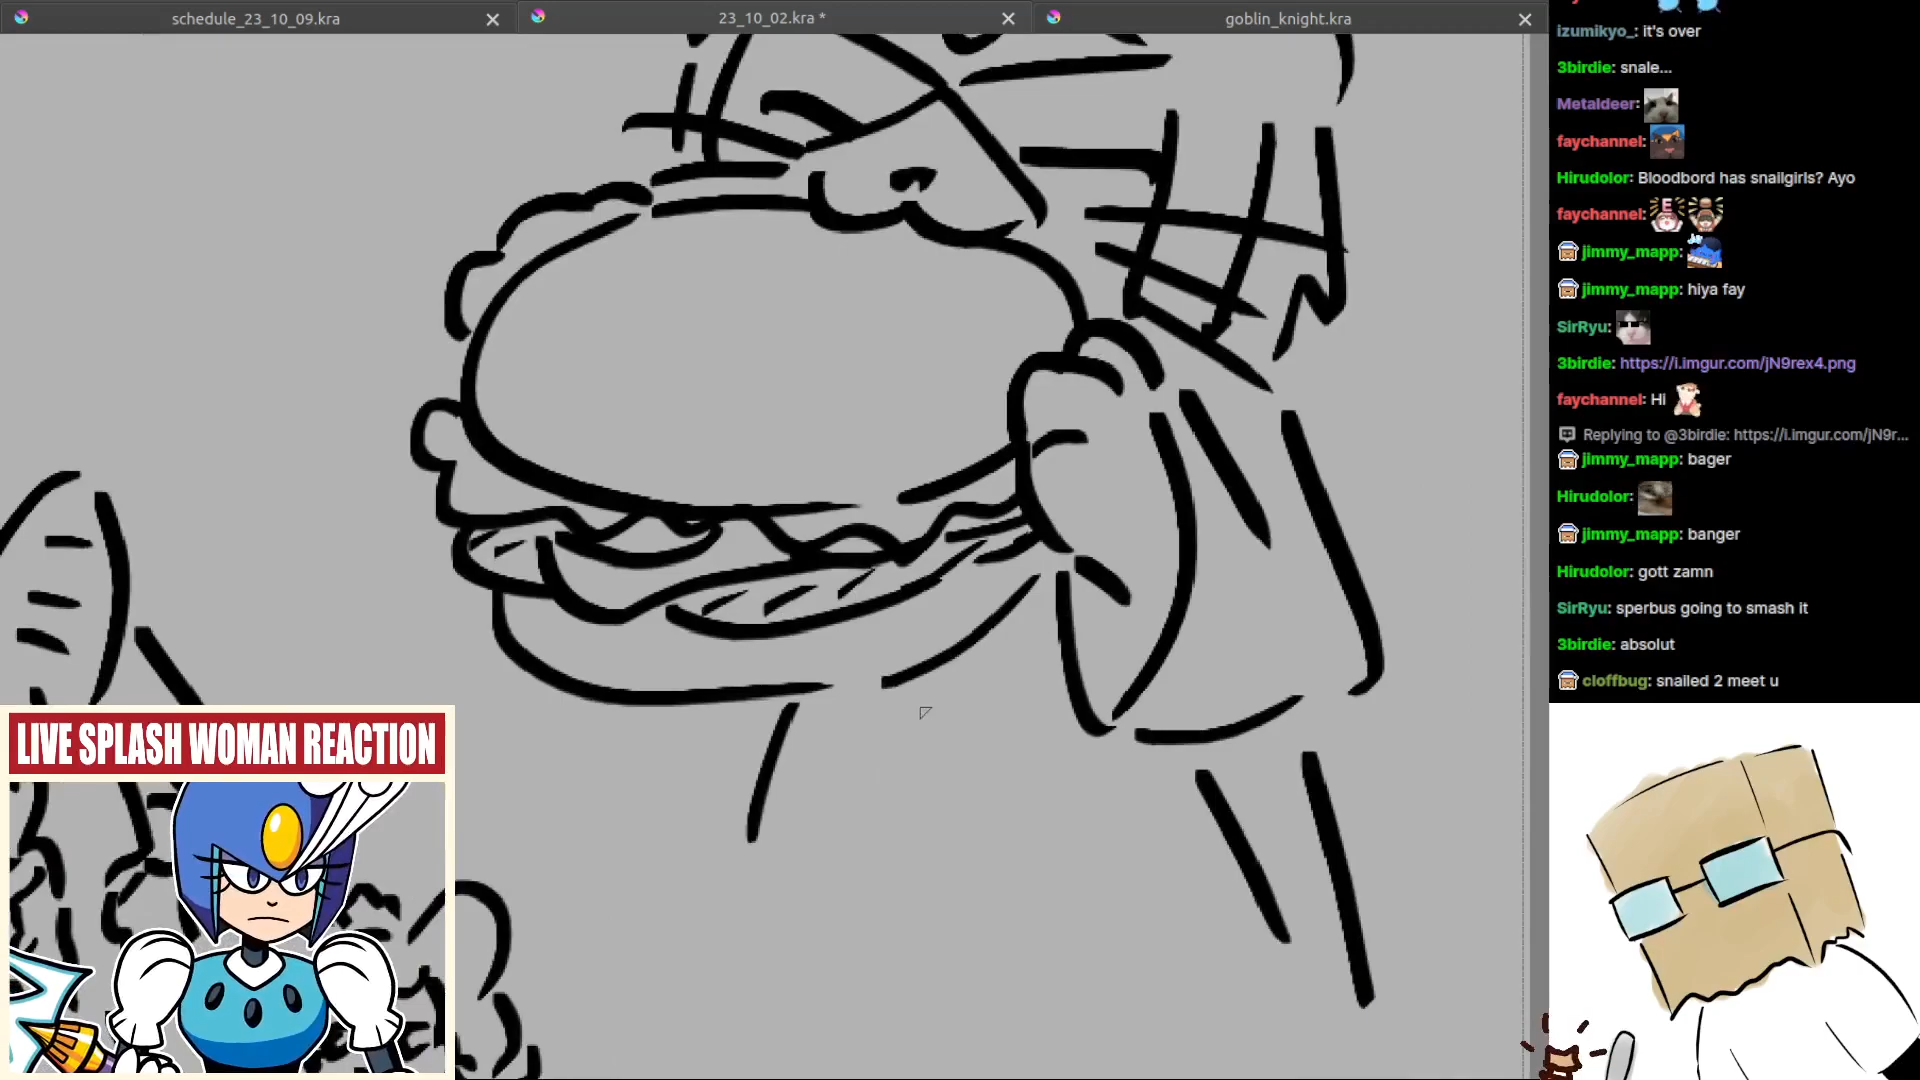 schedule_23_10_09.kra
23_10_02.kra *
goblin_knight.kra
izumikyo_: it's over
3birdie: snale...
Metaldeer:
faychannel:
Hirudolor: Bloodbord has snailgirls? Ayo
faychannel:
jimmy_mapp:
jimmy_mapp: hiya fay
SirRyu:
3birdie: https://i.imgur.com/jN9rex4.png
faychannel: Hi
Replying to @3birdie: https://i.imgur.com/jN9r...
jimmy_mapp: bager
Hirudolor:
jimmy_mapp: banger
Hirudolor: gott zamn
SirRyu: sperbus going to smash it
3birdie: absolut
cloffbug: snailed 2 meet u
LIVE SPLASH WOMAN REACTION